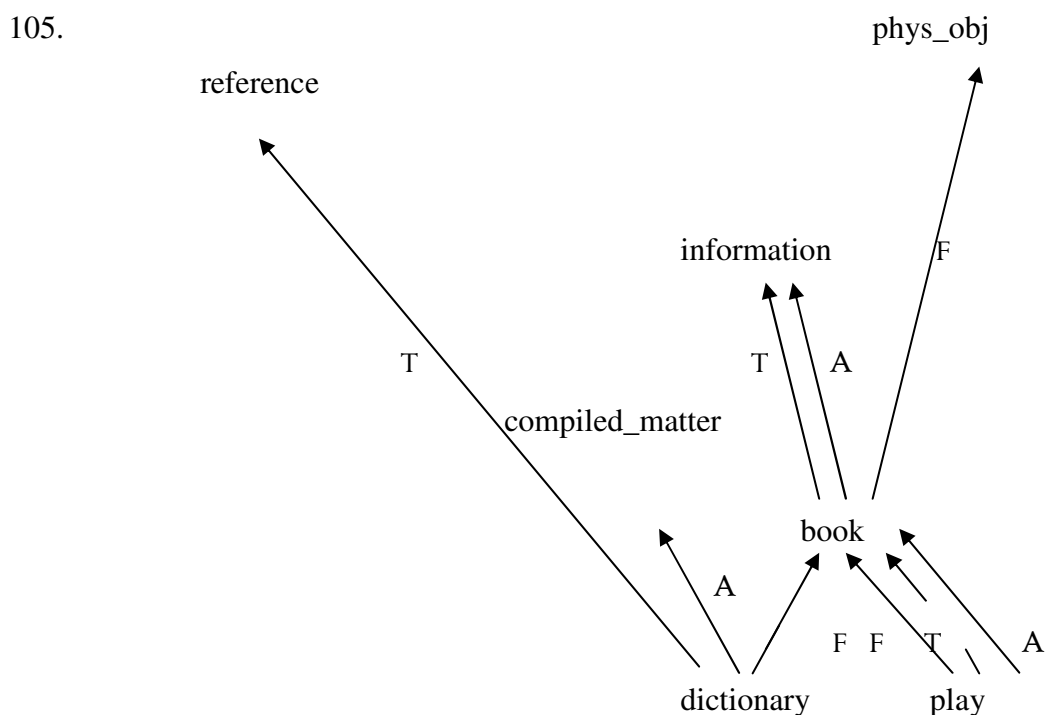 105.
phys_obj
reference
information
F
T
T A
compiled_matter
book
A
F F T A
dictionary play